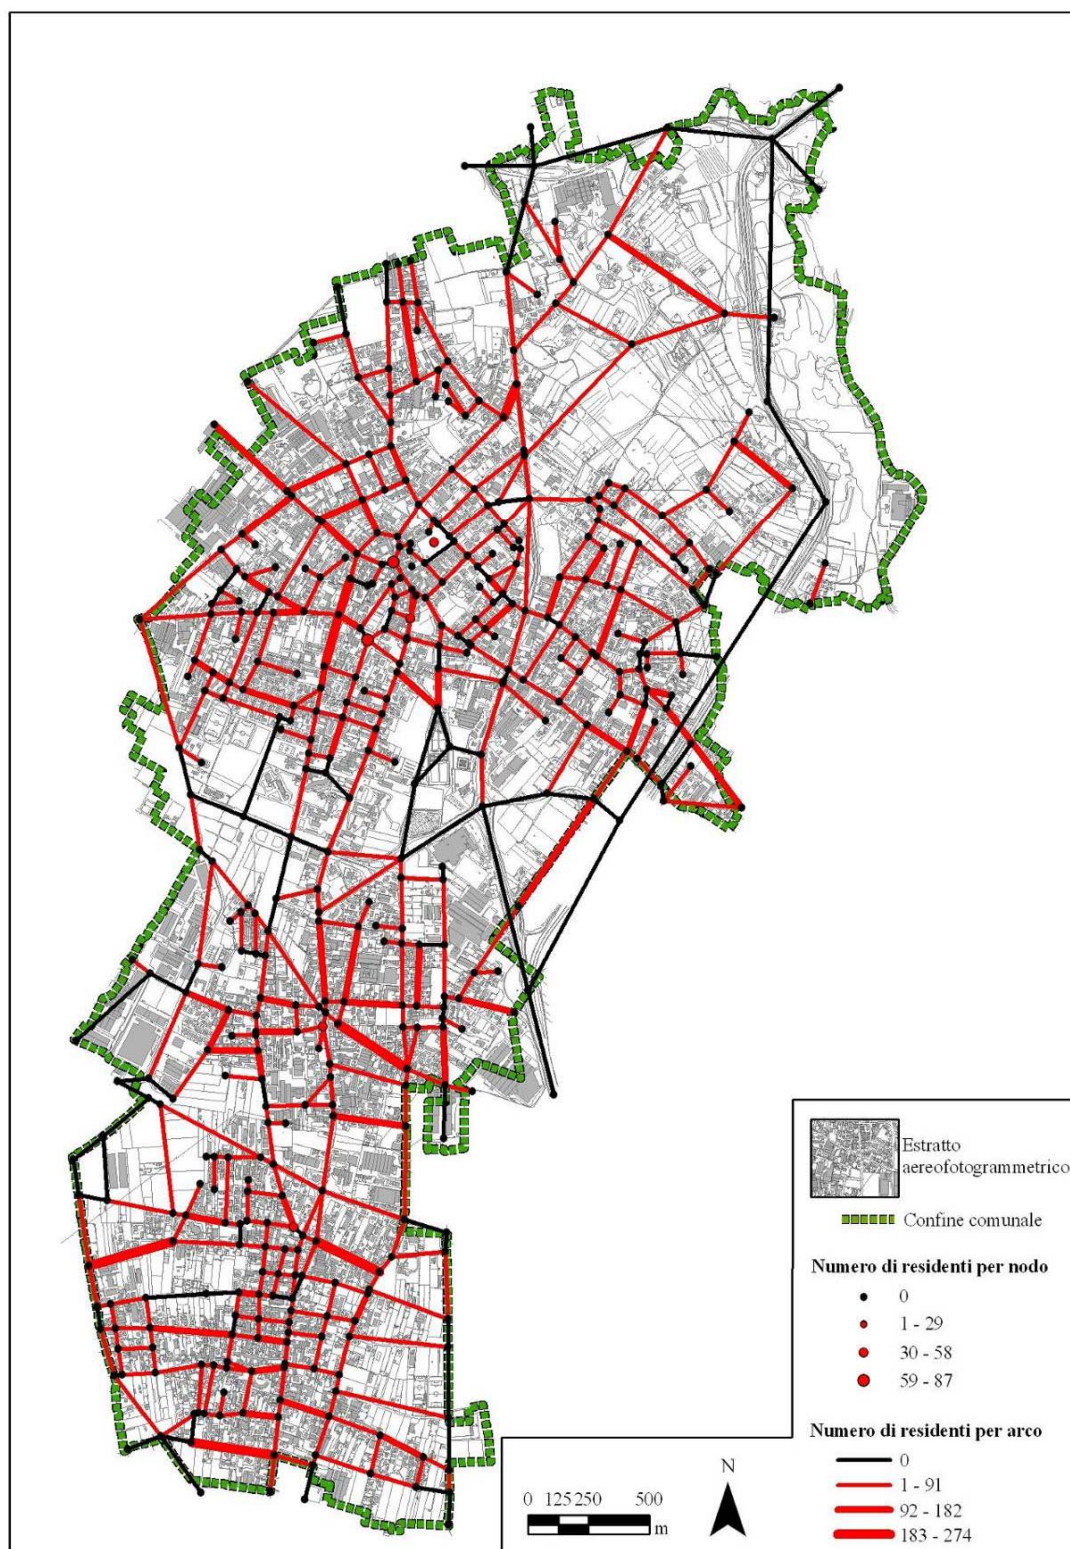 Estratto
aereofotogrammetrico
Confine comunale
Numero di residenti per nodo
0
1 - 29
30 - 58
59 - 87
Numero di residenti per arco
0
1 - 91
92 - 182
183 - 274
N
0 125 250 500
m